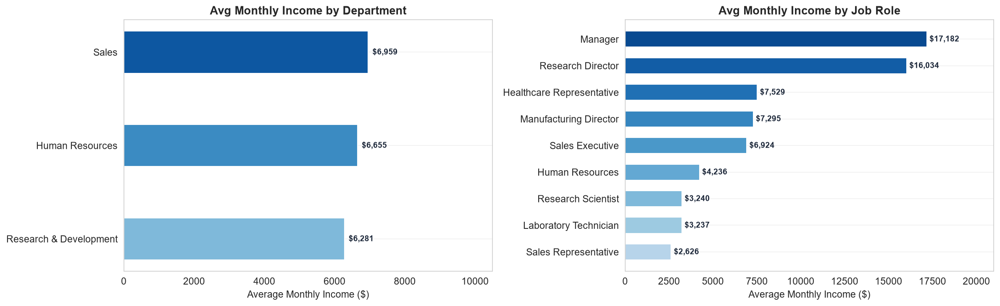 Avg Monthly Income by Department
Sales
$6,959
Human Resources
$6,655
Research & Development
$6,281
0 2000 4000 6000 8000 10000
Average Monthly Income ($)
Avg Monthly Income by Job Role
Manager
$17,182
Research Director
$16,034
Healthcare Representative
$7,529
Manufacturing Director
$7,295
Sales Executive
$6,924
Human Resources
$4,236
Research Scientist
$3,240
Laboratory Technician
$3,237
Sales Representative
$2,626
0 2500 5000 7500 10000 12500 15000 17500 20000
Average Monthly Income ($)